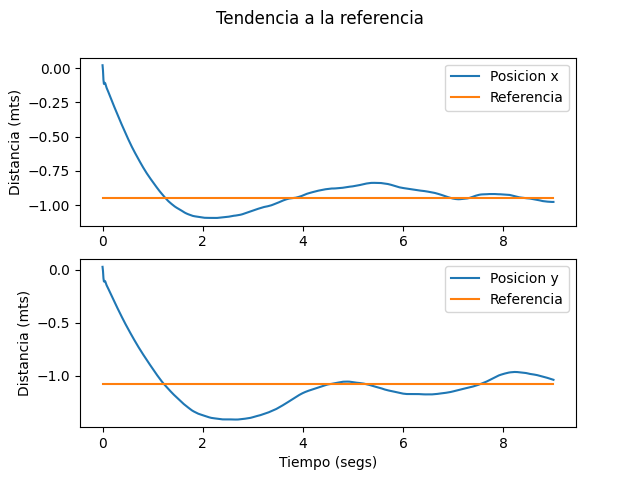 Tendencia a la referencia
Distancia (mts)
0.00
−0.25
−0.50
−0.75
−1.00
Posicion x
Referencia
0 2 4 6 8
Distancia (mts)
0.0
−0.5
−1.0
Posicion y
Referencia
0 2 4 6 8
Tiempo (segs)